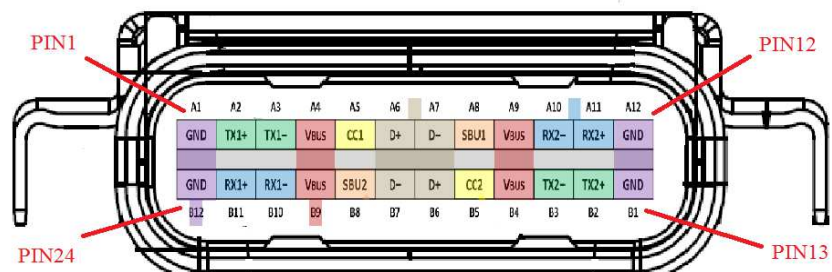 PIN1 PIN12
A1 A2 A3 A4 A5 A6 A7 A8 A9 A10 A11 A12
GND TX1+ TX1− VBUS CC1 D+ D− SBU1 VBUS RX2− RX2+ GND
GND RX1+ RX1− VBUS SBU2 D− D+ CC2 VBUS TX2− TX2+ GND
B12 B11 B10 B9 B8 B7 B6 B5 B4 B3 B2 B1
PIN24 PIN13